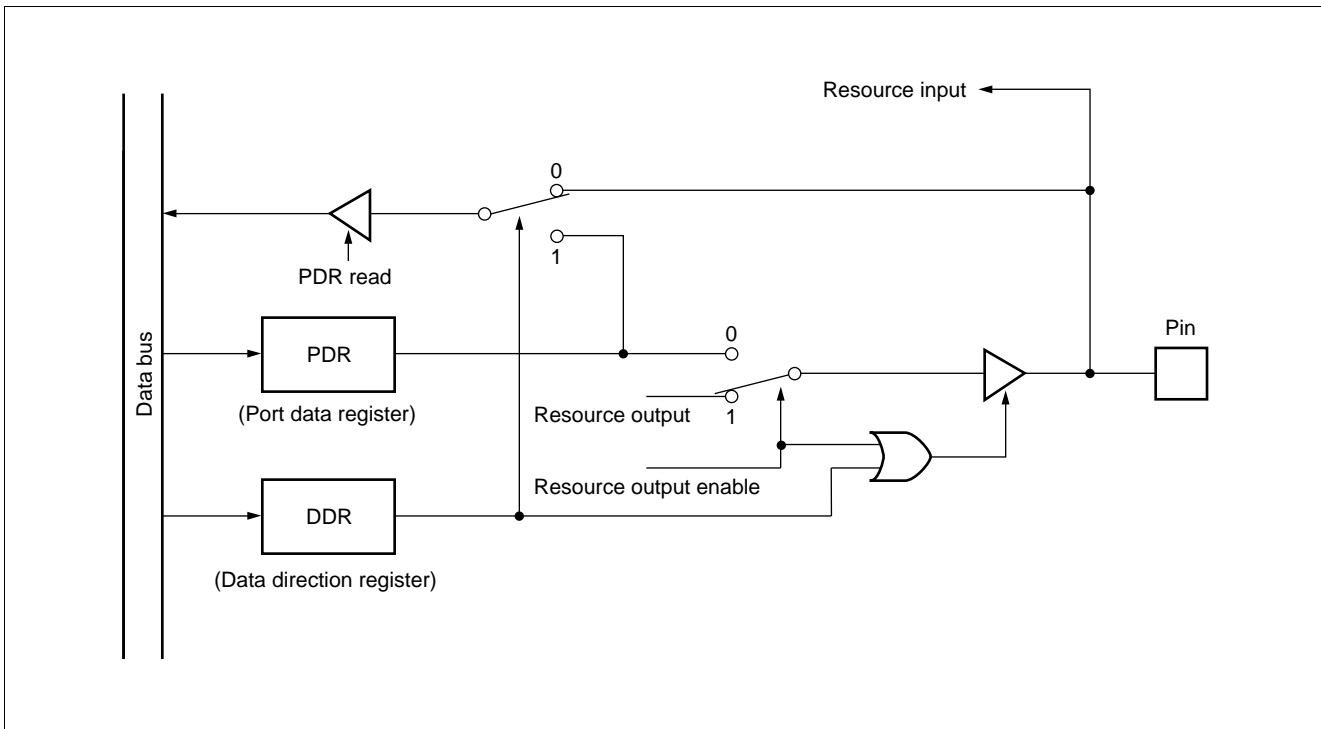 Resource input
0
1
PDR read
Data bus
PDR
(Port data register)
0
Resource output
1
Pin
Resource output enable
DDR
(Data direction register)